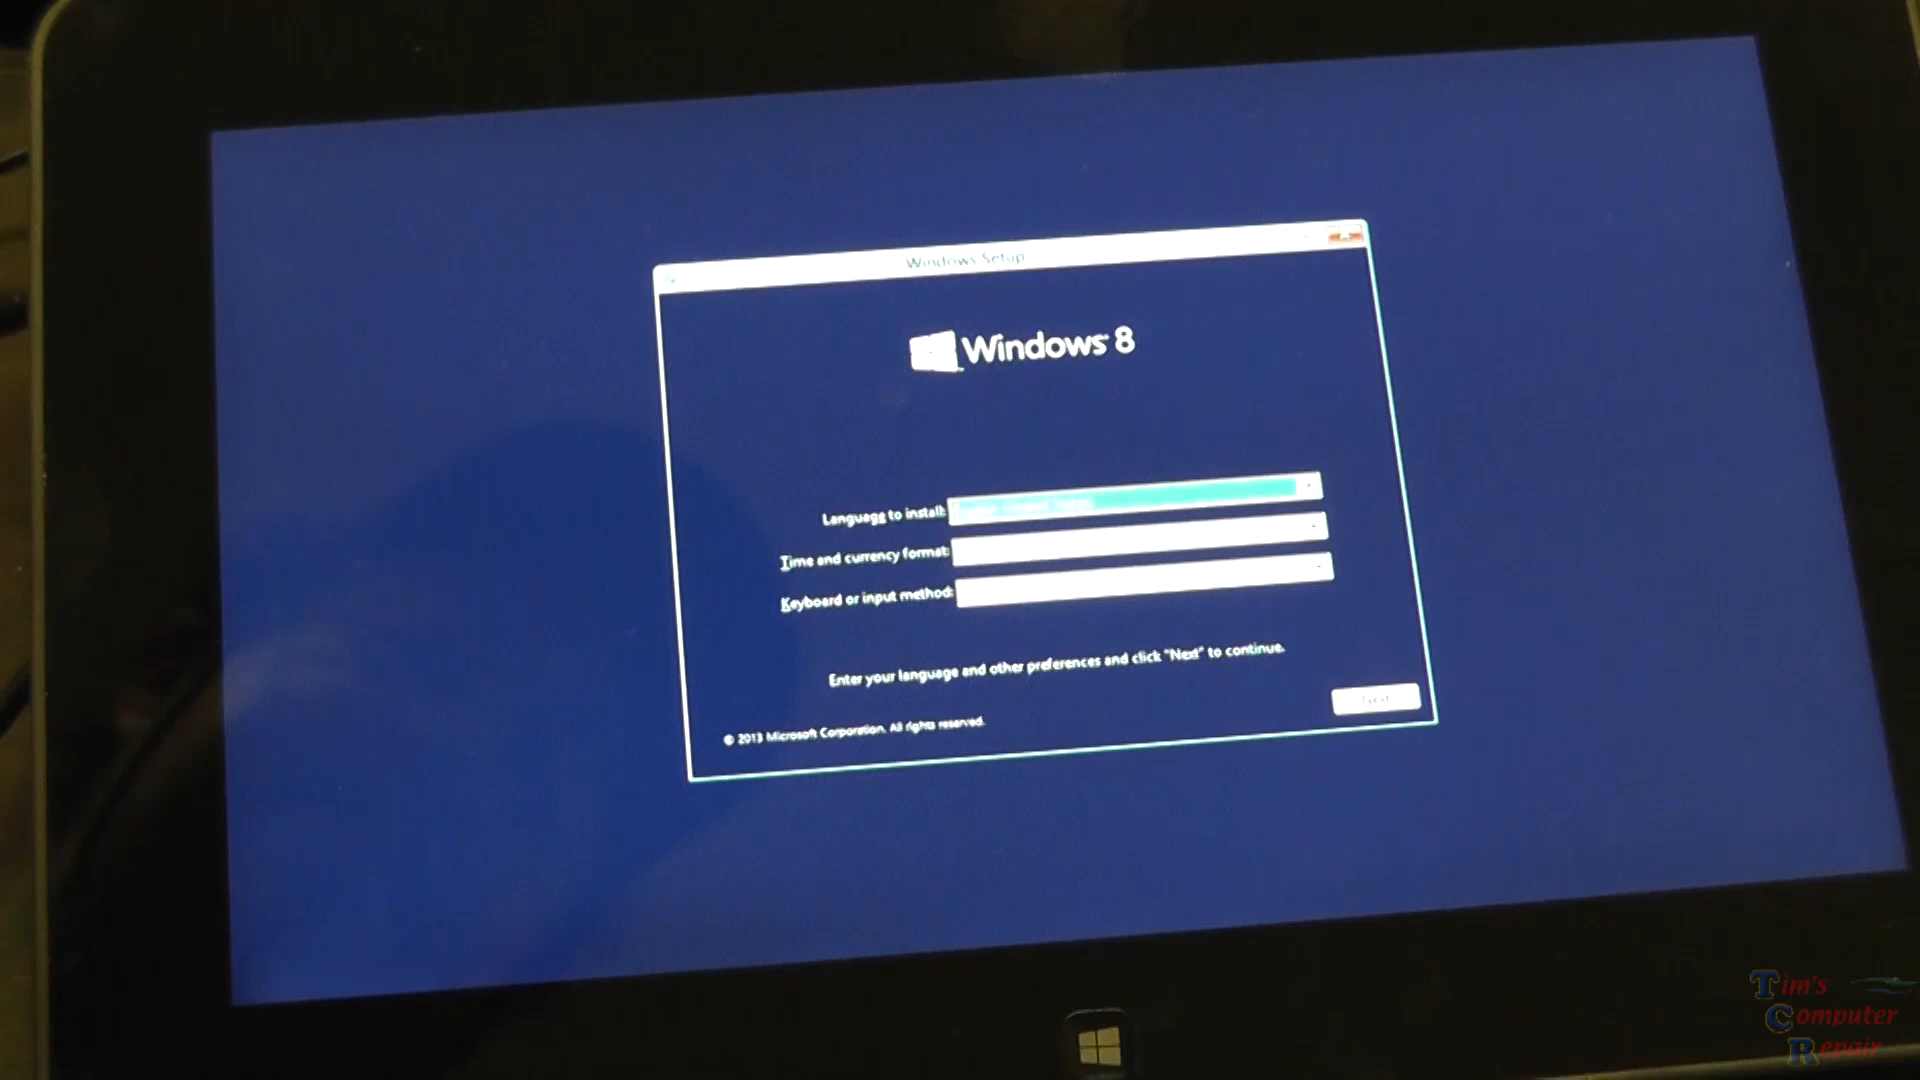 Windows Setup
Windows 8
Language to install:
Time and currency format:
Keyboard or input method:
Enter your language and other preferences and click "Next" to continue.
Next
© 2013 Microsoft Corporation. All rights reserved.
Tim's
Computer
Repair